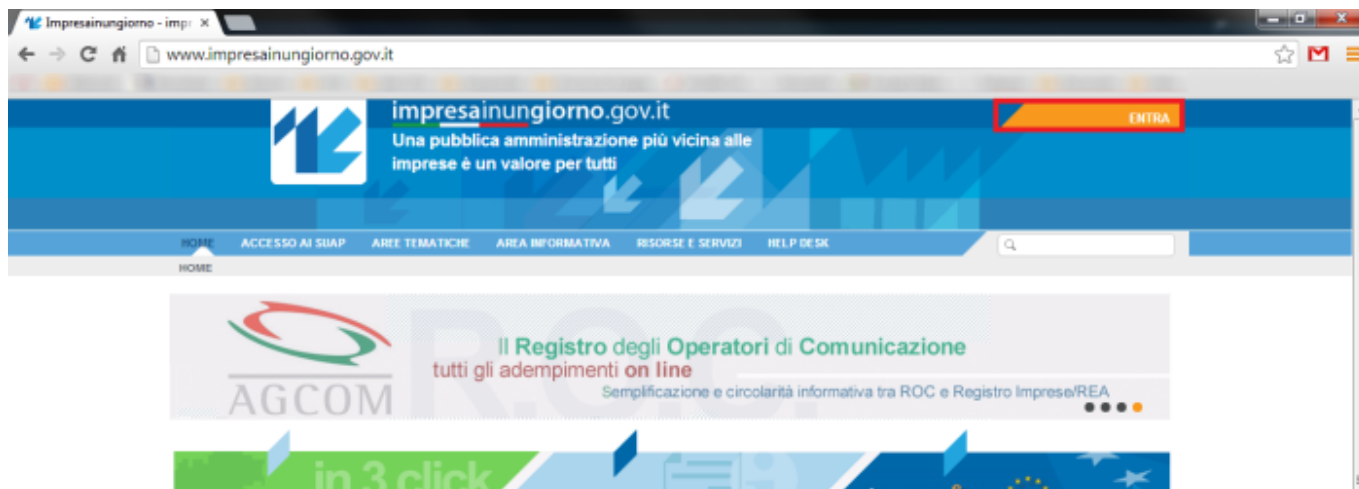 Impresainungiorno - impr
www.impresainungiorno.gov.it
impresainungiorno.gov.it
ENTRA
Una pubblica amministrazione più vicina alle
imprese è un valore per tutti
HOME ACCESSO AI SUAP AREE TEMATICHE AREA INFORMATIVA RISORSE E SERVIZI HELP DESK
HOME
R.O.C.
Il Registro degli Operatori di Comunicazione
tutti gli adempimenti on line
Semplificazione e circolarità informativa tra ROC e Registro Imprese/REA
AGCOM
in 3 click